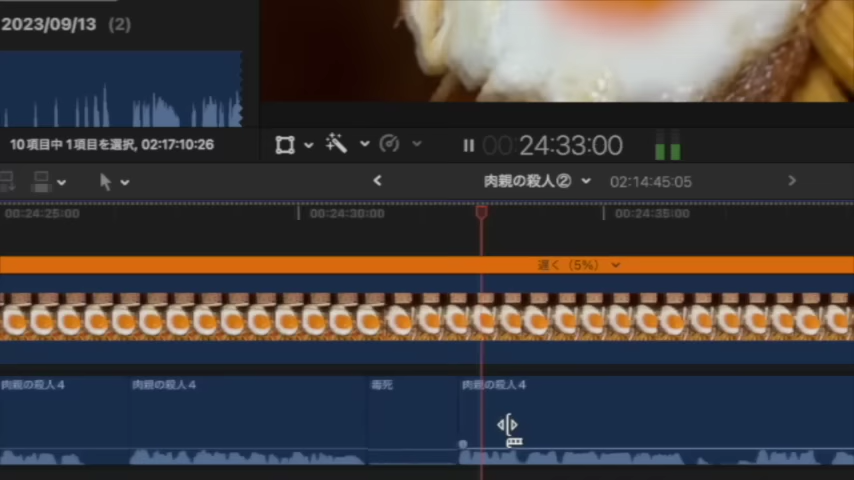 2023/09/13 (2)
10項目中1項目を選択, 02:17:10:26
00:24:33:00
肉親の殺人② 02:14:45:05
00:24:25:00 00:24:30:00 00:24:35:00
遅く (5%)
肉親の殺人4 肉親の殺人4 毒死 肉親の殺人4